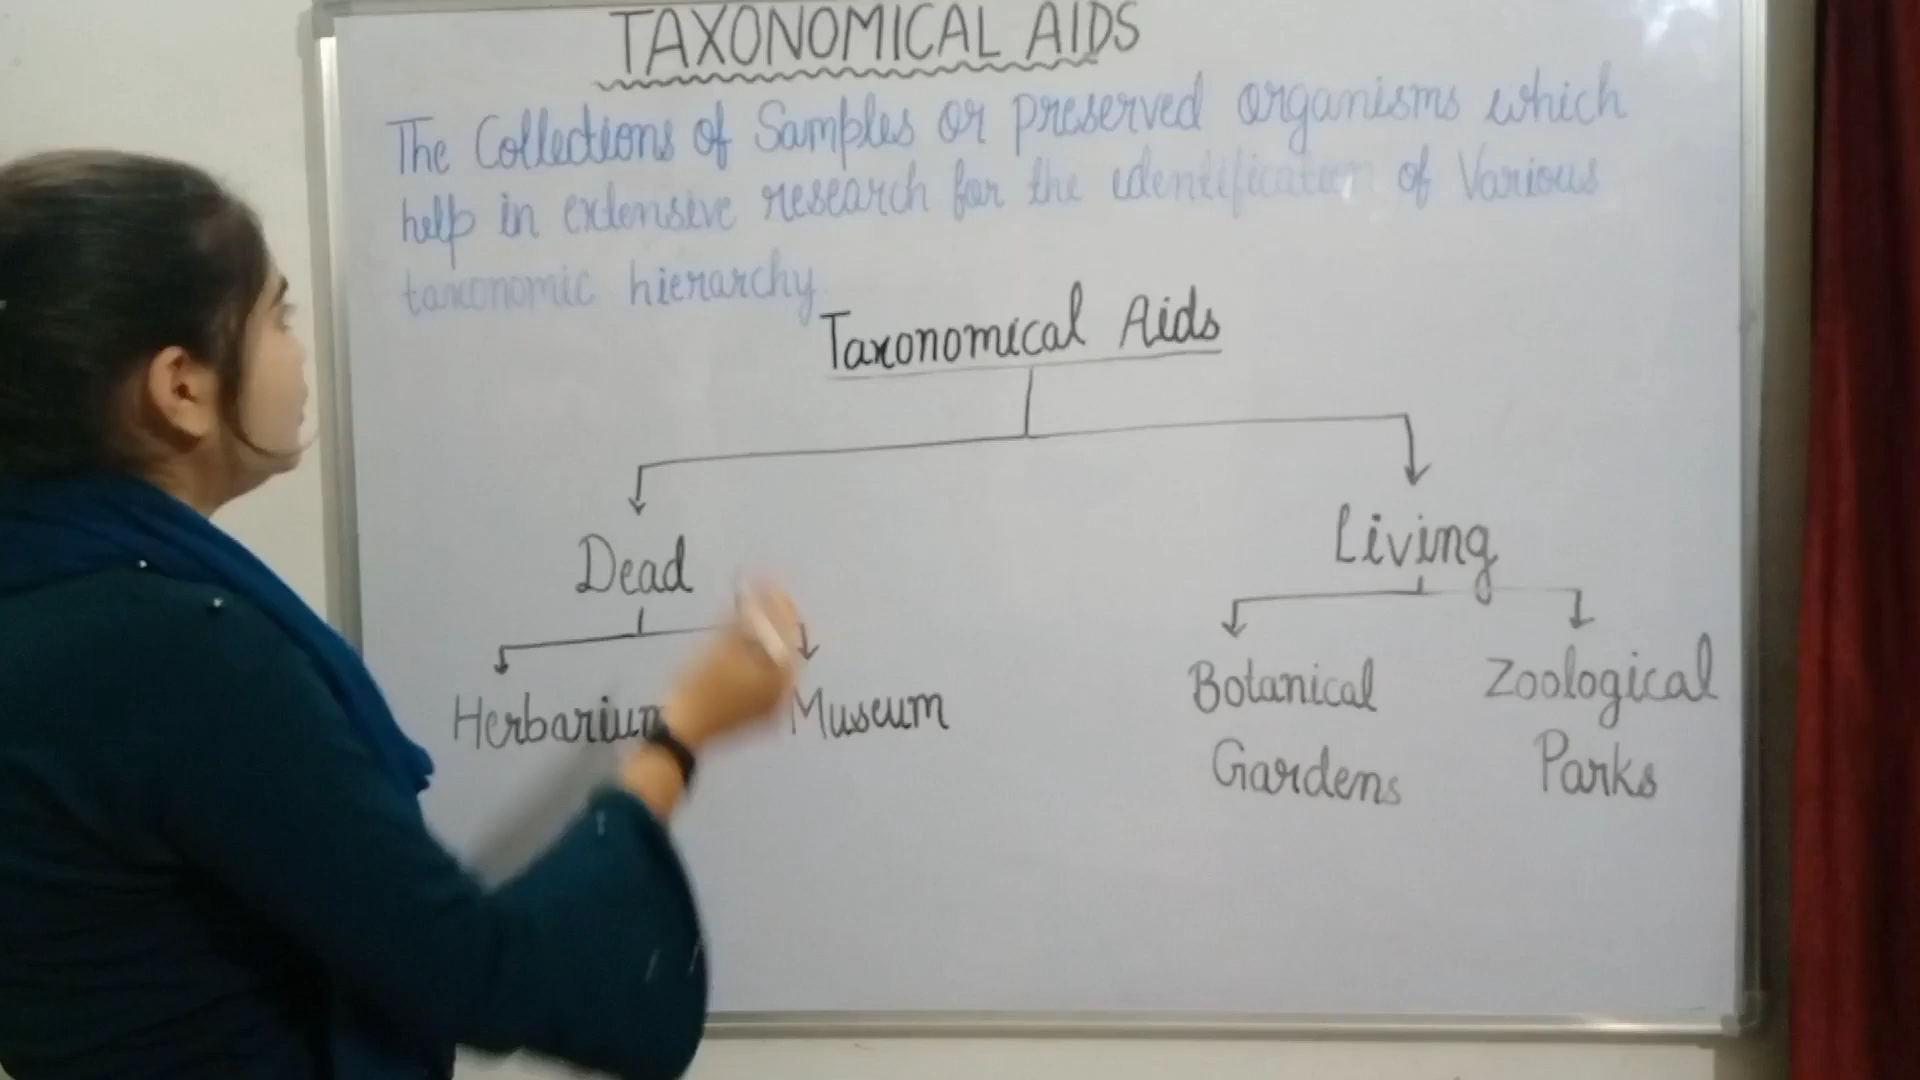 TAXONOMICAL AIDS
The Collections of Samples or preserved organisms which
help in extensive research for the identification of Various
taxonomic hierarchy.
Taxonomical Aids
Dead
Living
Herbarium
Museum
Botanical
Gardens
Zoological
Parks